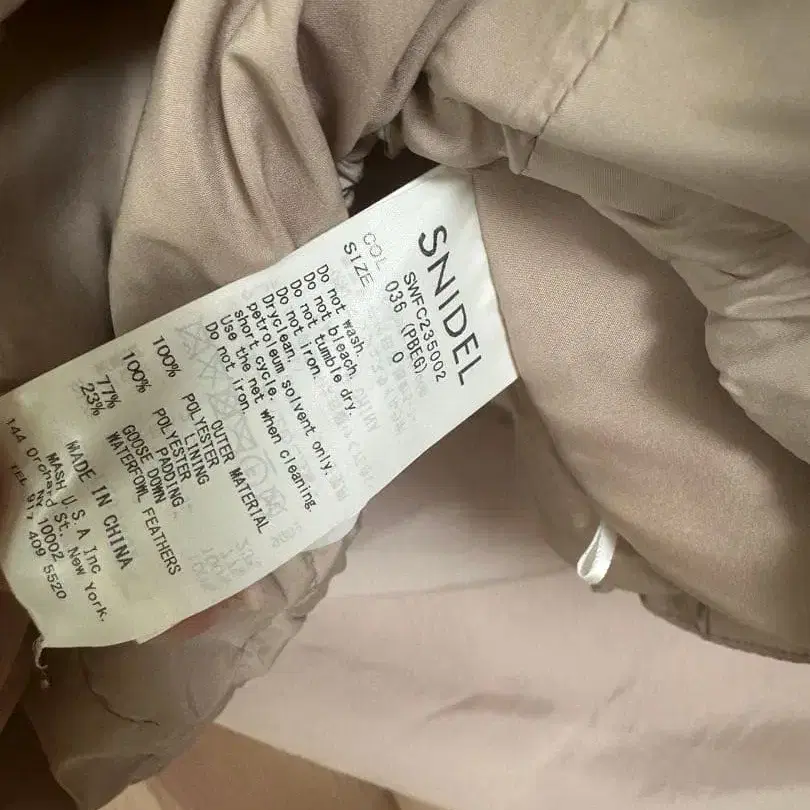 SNIDEL
SWFC235002
COL 036 (PBEG)
SIZE 0
Do not wash.
Do not bleach.
Do not tumble dry.
Do not iron.
Dryclean,
petroleum solvent only.
short cycle.
Use the net when cleaning.
Do not iron.
OUTER MATERIAL
100% POLYESTER
LINING
100% POLYESTER
PADDING
77% GOOSE DOWN
23% WATERFOWL FEATHERS
MADE IN CHINA
MASH U.S.A Inc
144 Orchard St. New York,
NY 10002
TEL 917 409 5520